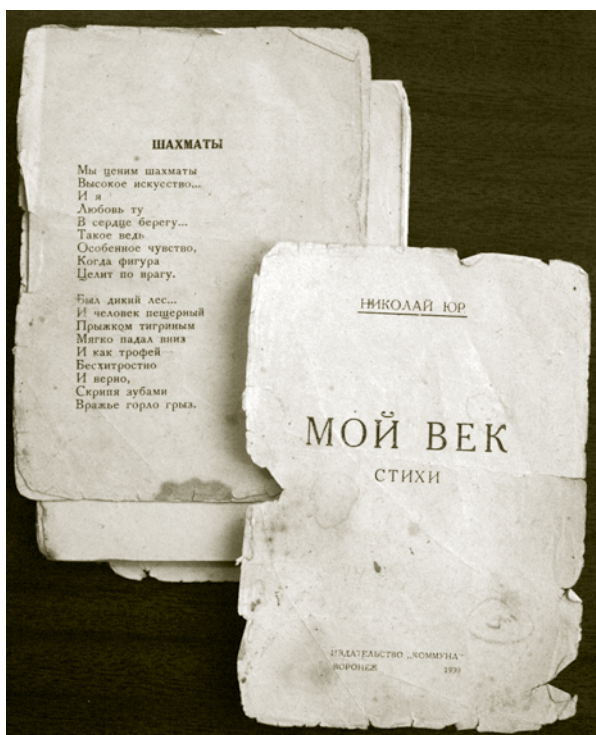 ШАХМАТЫ
Мы ценим шахматы
Высокое искусство...
И я
Любовь ту
В сердце берегу...
Такое ведь
Особенное чувство,
Когда фигура
Целит по врагу.
Был дикий лес...
И человек пещерный
Прыжком тигриным
Мягко падал вниз
И как трофей
Бесхитростно
И верно,
Скрипя зубами
Вражье горло грыз.
НИКОЛАЙ ЮР
МОЙ ВЕК
СТИХИ
ИЗДАТЕЛЬСТВО „КОММУНА“
ВОРОНЕЖ 1939